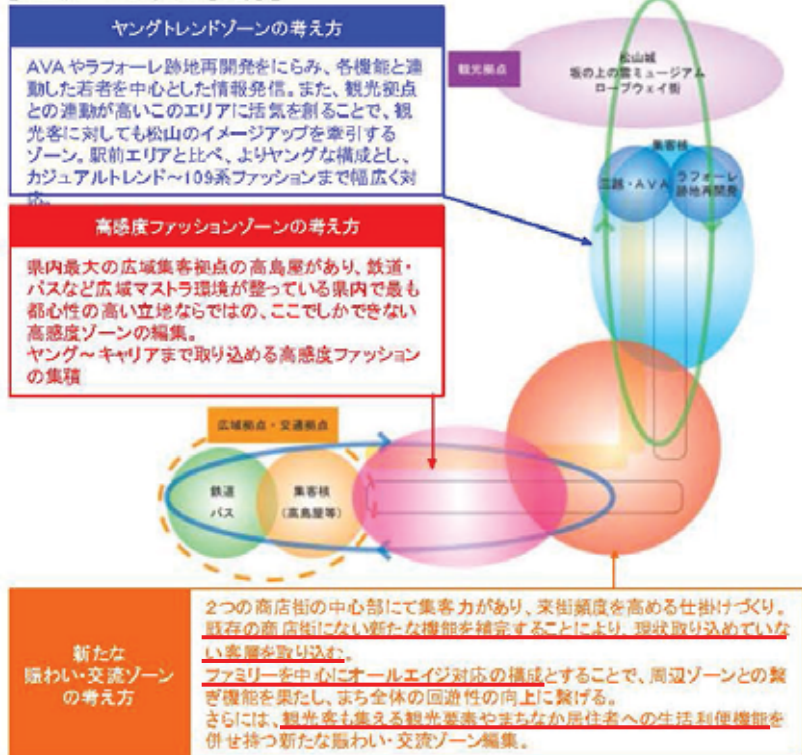 ヤングトレンドゾーンの考え方
AVAやラフォーレ跡地再開発をにらみ、各機能と連
動した若者を中心とした情報発信。また、観光拠点
との連動が高いこのエリアに活気を創ることで、観
光客に対しても松山のイメージアップを牽引する
ゾーン。駅前エリアと比べ、よりヤングな構成とし、
カジュアルトレンド～109系ファッションまで幅広く対
応。
高感度ファッションゾーンの考え方
県内最大の広域集客拠点の高島屋があり、鉄道・
バスなど広域マストラ環境が整っている県内で最も
都心性の高い立地ならではの、ここでしかできない
高感度ゾーンの編集。
ヤング～キャリアまで取り込める高感度ファッション
の集積
観光拠点
松山城
坂の上の雲ミュージアム
ロープウェイ街
集客核
三越・AVA
ラフォーレ
跡地再開発
広域拠点・交通拠点
鉄道
バス
集客核
(高島屋等)
新たな
賑わい・交流ゾーン
の考え方
2つの商店街の中心部にて集客力があり、来街頻度を高める仕掛けづくり。
既存の商店街にない新たな機能を補完することにより、現状取り込めていな
い客層を取り込む。
ファミリーを中心にオールエイジ対応の構成とすることで、周辺ゾーンとの繋
ぎ機能を果たし、まち全体の回遊性の向上に繋げる。
さらには、観光客も集える観光要素やまちなか居住者への生活利便機能を
併せ持つ新たな賑わい・交流ゾーン編集。